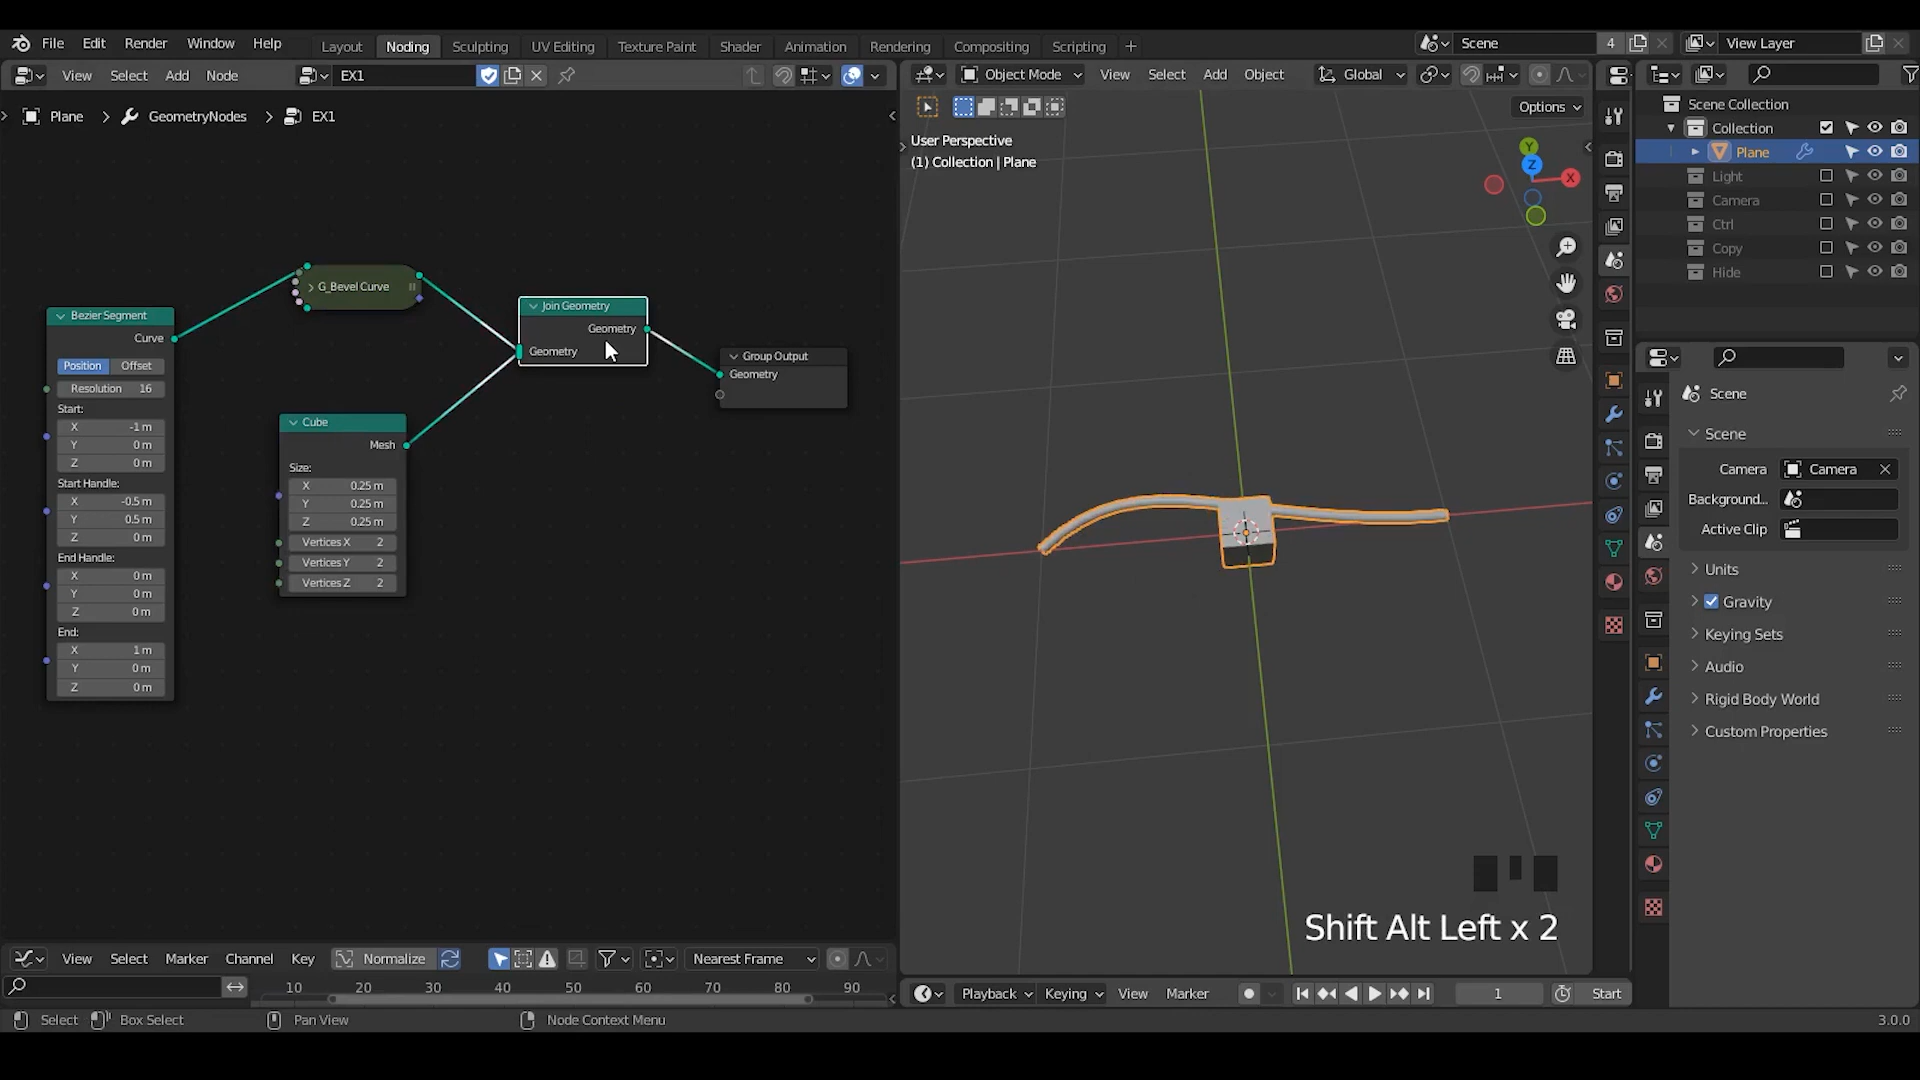 File Edit Render Window Help Layout Noding Sculpting UV Editing Texture Paint Shader Animation Rendering Compositing Scripting + Scene 4 View Layer
View Select Add Node EX1 Object Mode View Select Add Object Global
Options
Plane > GeometryNodes > EX1
User Perspective
(1) Collection | Plane
Y
Z
X
Scene Collection
Collection
Plane
Light
Camera
Ctrl
Copy
Hide
G_Bevel Curve
Bezier Segment
Curve
Position Offset
Resolution 16
Start:
X -1 m
Y 0 m
Z 0 m
Start Handle:
X -0.5 m
Y 0.5 m
Z 0 m
End Handle:
X 0 m
Y 0 m
Z 0 m
End:
X 1 m
Y 0 m
Z 0 m
Cube
Mesh
Size:
X 0.25 m
Y 0.25 m
Z 0.25 m
Vertices X 2
Vertices Y 2
Vertices Z 2
Join Geometry
Geometry
Geometry
Group Output
Geometry
Scene
Scene
Camera Camera
Background...
Active Clip
Units
Gravity
Keying Sets
Audio
Rigid Body World
Custom Properties
Shift Alt Left x 2
View Select Marker Channel Key Normalize Nearest Frame
10 20 30 40 50 60 70 80 90
Playback Keying View Marker 1 Start
Select Box Select Pan View Node Context Menu 3.0.0